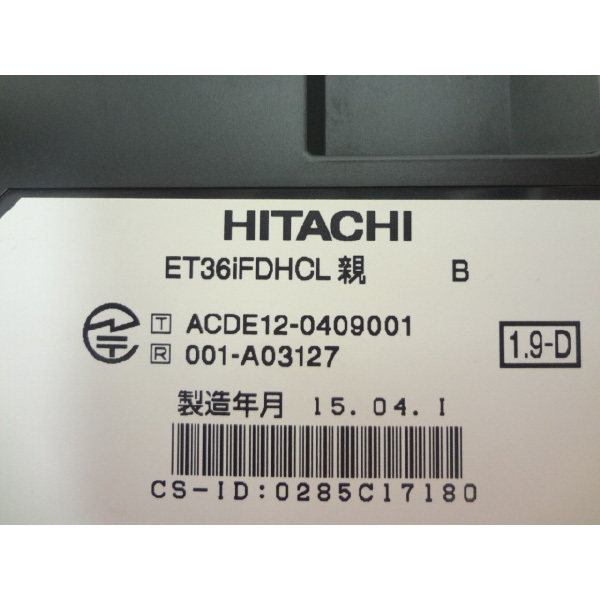 HITACHI
ET36iFDHCL 親 B
T ACDE12-0409001
R 001-A03127
1.9-D
製造年月 15.04.I
CS-ID:0285C17180